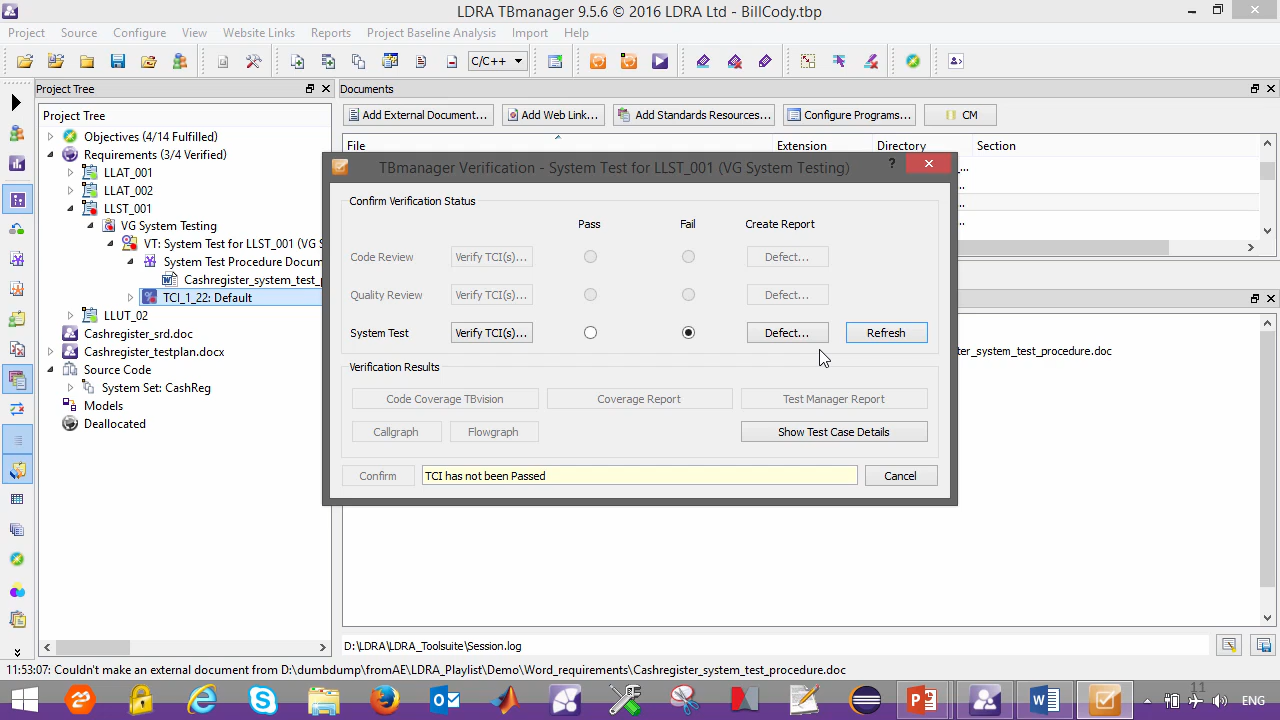 LDRA TBmanager 9.5.6 © 2016 LDRA Ltd - BillCody.tbp
Project Source Configure View Website Links Reports Project Baseline Analysis Import Help
C/C++
Project Tree
Documents
Project Tree
Add External Document... Add Web Link... Add Standards Resources... Configure Programs... CM
Objectives (4/14 Fulfilled)
File Extension Directory Section
Requirements (3/4 Verified)
LLAT_001
LLAT_002
LLST_001
VG System Testing
VT: System Test for LLST_001 (VG S
System Test Procedure Docum
Cashregister_system_test_p
TCI_1_22: Default
LLUT_02
Cashregister_srd.doc
Cashregister_testplan.docx
Source Code
System Set: CashReg
Models
Deallocated
TBmanager Verification - System Test for LLST_001 (VG System Testing)
Confirm Verification Status
Pass Fail Create Report
Code Review Verify TCI(s)... Defect...
Quality Review Verify TCI(s)... Defect...
System Test Verify TCI(s)... Defect... Refresh
er_system_test_procedure.doc
Verification Results
Code Coverage TBvision Coverage Report Test Manager Report
Callgraph Flowgraph Show Test Case Details
Confirm TCI has not been Passed Cancel
D:\LDRA\LDRA_Toolsuite\Session.log
11:53:07: Couldn't make an external document from D:\dumbdump\fromAE\LDRA_Playlist\Demo\Word_requirements\Cashregister_system_test_procedure.doc
11
ENG